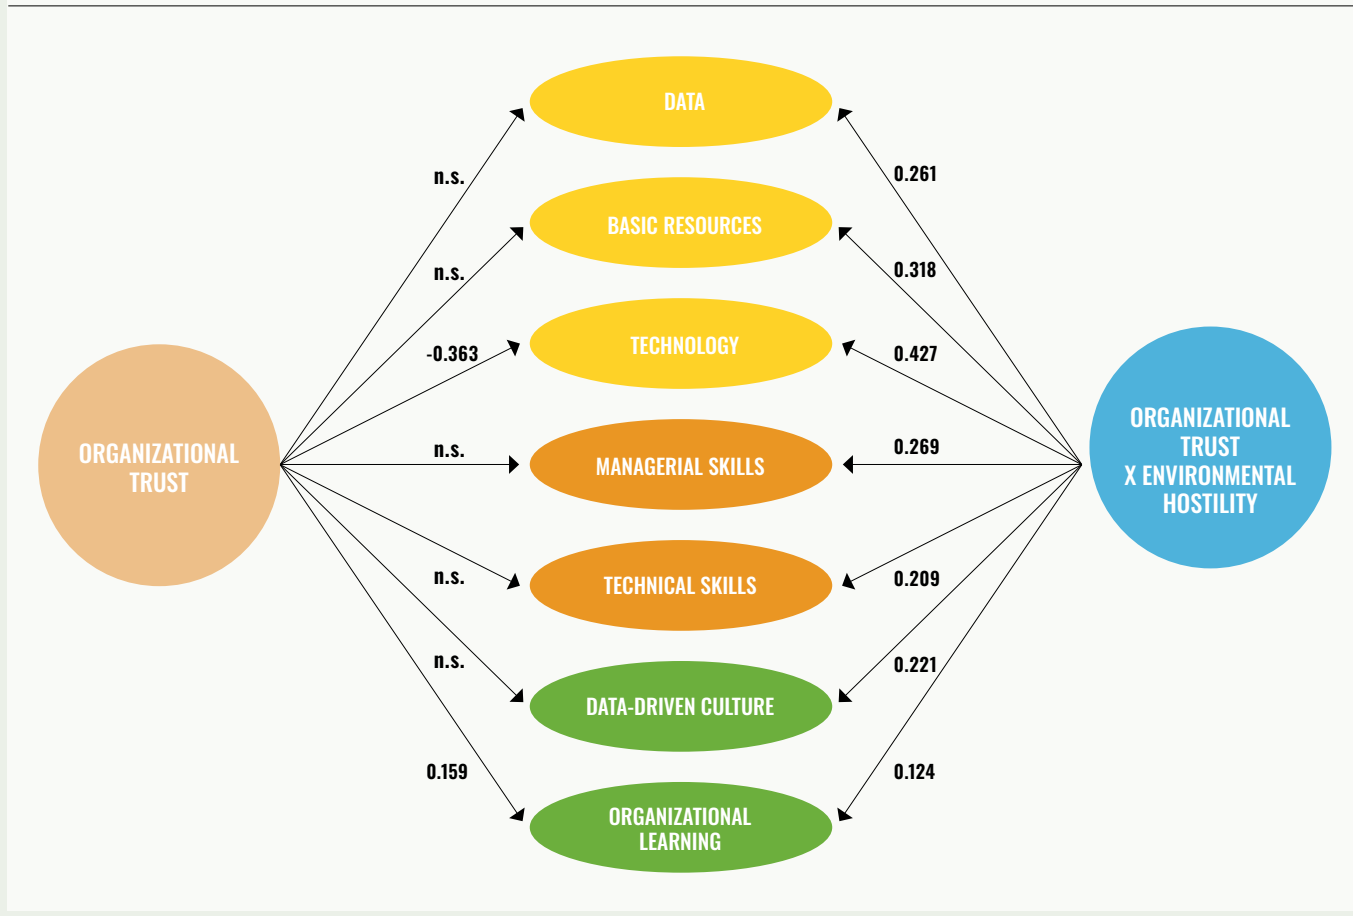 DATA
n.s.
0.261
BASIC RESOURCES
n.s.
0.318
TECHNOLOGY
-0.363
0.427
ORGANIZATIONAL
TRUST
n.s.
MANAGERIAL SKILLS
0.269
ORGANIZATIONAL
TRUST
X ENVIRONMENTAL
HOSTILITY
n.s.
TECHNICAL SKILLS
0.209
n.s.
DATA-DRIVEN CULTURE
0.221
0.159
0.124
ORGANIZATIONAL
LEARNING